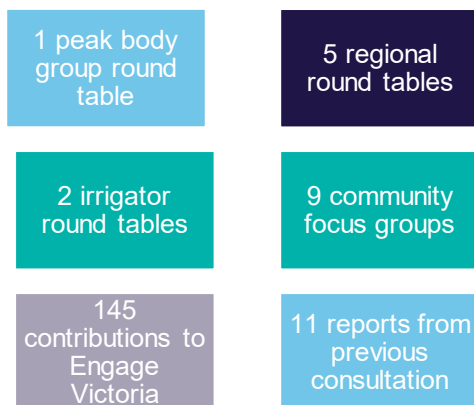 1 peak body
group round
table
5 regional
round tables
2 irrigator
round tables
9 community
focus groups
145
contributions to
Engage
Victoria
11 reports from
previous
consultation